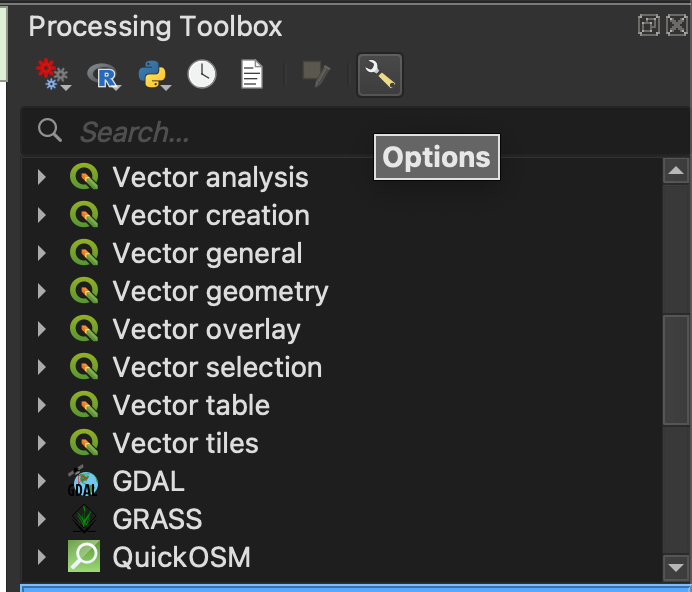 Processing Toolbox
R
Search...
Options
Vector analysis
Vector creation
Vector general
Vector geometry
Vector overlay
Vector selection
Vector table
Vector tiles
GDAL GDAL
GRASS
QuickOSM